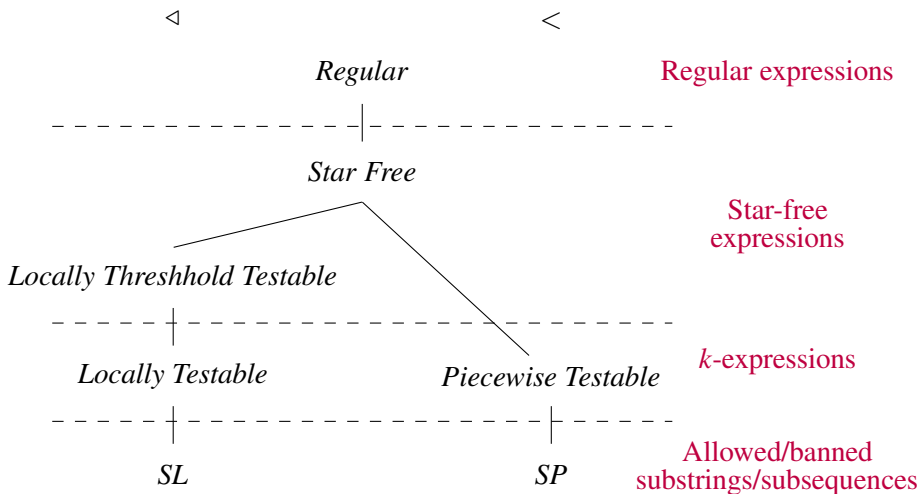 ◃ <
Regular Regular expressions
Star Free
Star-free
expressions
Locally Threshhold Testable
k-expressions
Locally Testable Piecewise Testable
Allowed/banned
SL SP substrings/subsequences